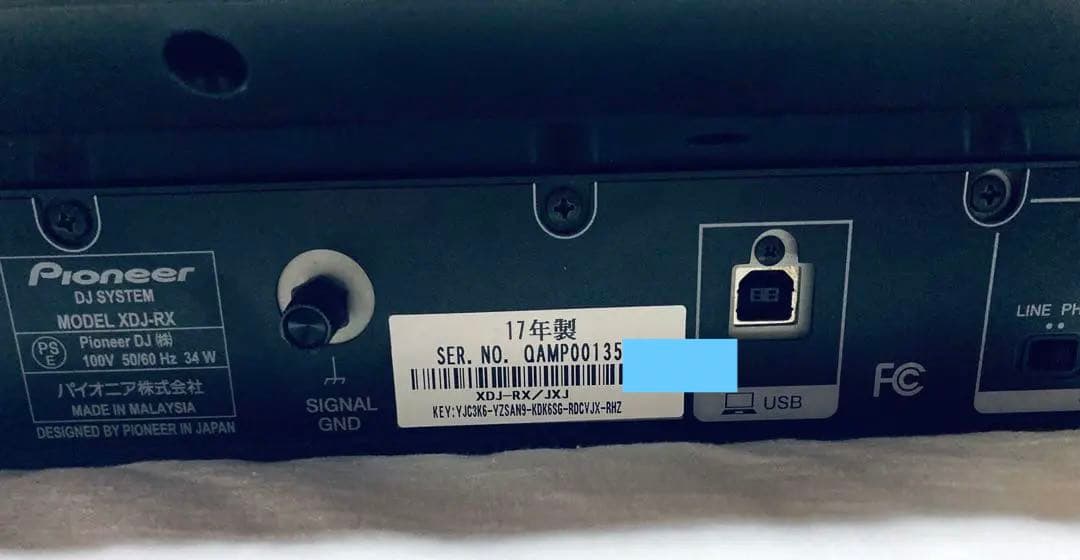 Pioneer
DJ SYSTEM
MODEL XDJ-RX
PS
E
Pioneer DJ ㈱
100V 50/60 Hz 34 W
パイオニア株式会社
MADE IN MALAYSIA
DESIGNED BY PIONEER IN JAPAN
SIGNAL
GND
17年製
SER. NO. QAMP00135
XDJ-RX/JXJ
KEY:YJC3K6-YZSAN9-KDK6SG-RDCVJX-RHZ
USB
FC
LINE PH